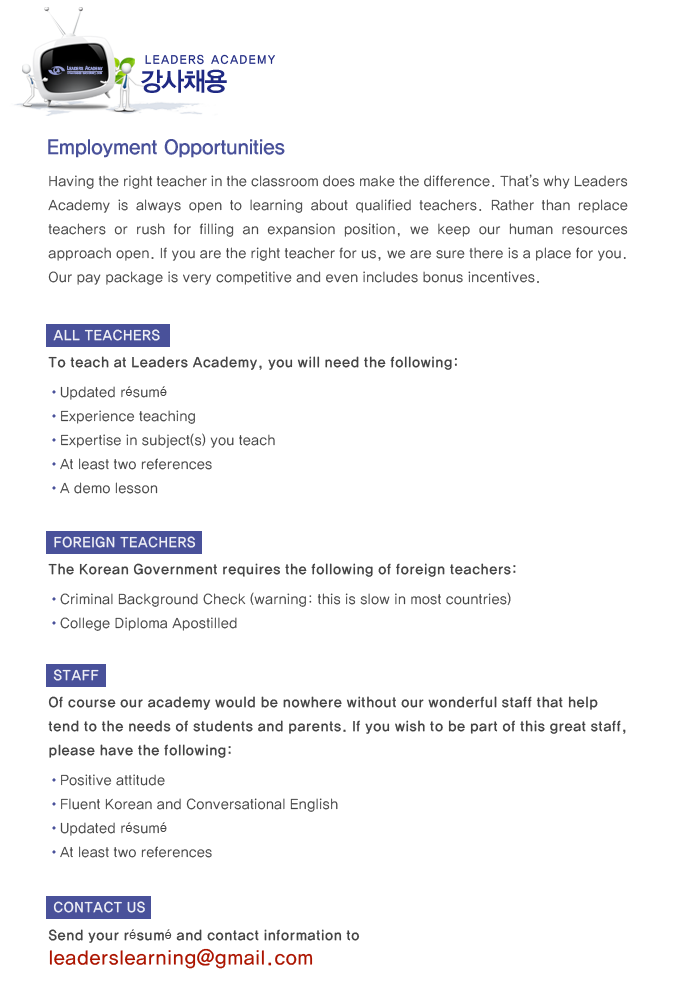 LEADERS ACADEMY
LEADERS ACADEMY
강사채용
Employment Opportunities
Having the right teacher in the classroom does make the difference. That's why Leaders
Academy is always open to learning about qualified teachers. Rather than replace
teachers or rush for filling an expansion position, we keep our human resources
approach open. If you are the right teacher for us, we are sure there is a place for you.
Our pay package is very competitive and even includes bonus incentives.
ALL TEACHERS
To teach at Leaders Academy, you will need the following:
• Updated résumé
• Experience teaching
• Expertise in subject(s) you teach
• At least two references
• A demo lesson
FOREIGN TEACHERS
The Korean Government requires the following of foreign teachers:
• Criminal Background Check (warning: this is slow in most countries)
• College Diploma Apostilled
STAFF
Of course our academy would be nowhere without our wonderful staff that help
tend to the needs of students and parents. If you wish to be part of this great staff,
please have the following:
• Positive attitude
• Fluent Korean and Conversational English
• Updated résumé
• At least two references
CONTACT US
Send your résumé and contact information to
leaderslearning@gmail.com